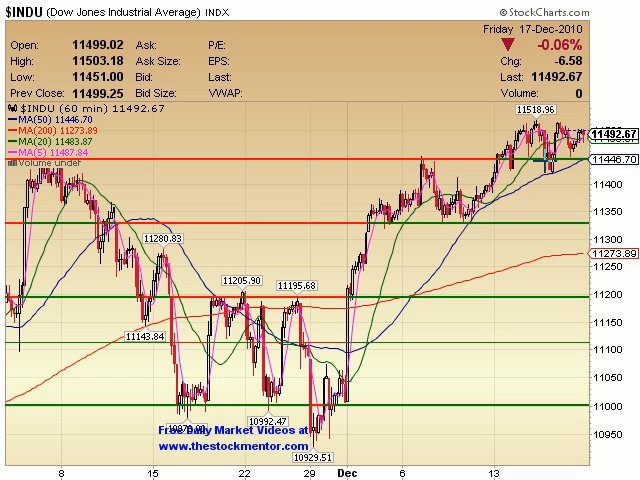 $INDU (Dow Jones Industrial Average) INDX
© StockCharts.com
Friday 17-Dec-2010
Open: 11499.02 Ask: P/E: -0.06%
High: 11503.18 Ask Size: EPS: Chg: -6.58
Low: 11451.00 Bid: Last: Last: 11492.67
Prev Close: 11499.25 Bid Size: VWAP: Volume: 0
$INDU (60 min) 11492.67
MA(50) 11446.70
MA(200) 11273.89
MA(20) 11483.87
MA(5) 11487.84
Volume undef
11518.96
11280.83
11205.90
11195.68
11143.84
10992.47
10929.51
11492.67
11446.70
11400
11350
11300
11273.89
11200
11150
11100
11050
11000
10950
Free Daily Market Videos at
www.thestockmentor.com
8 15 22 29 Dec 6 13